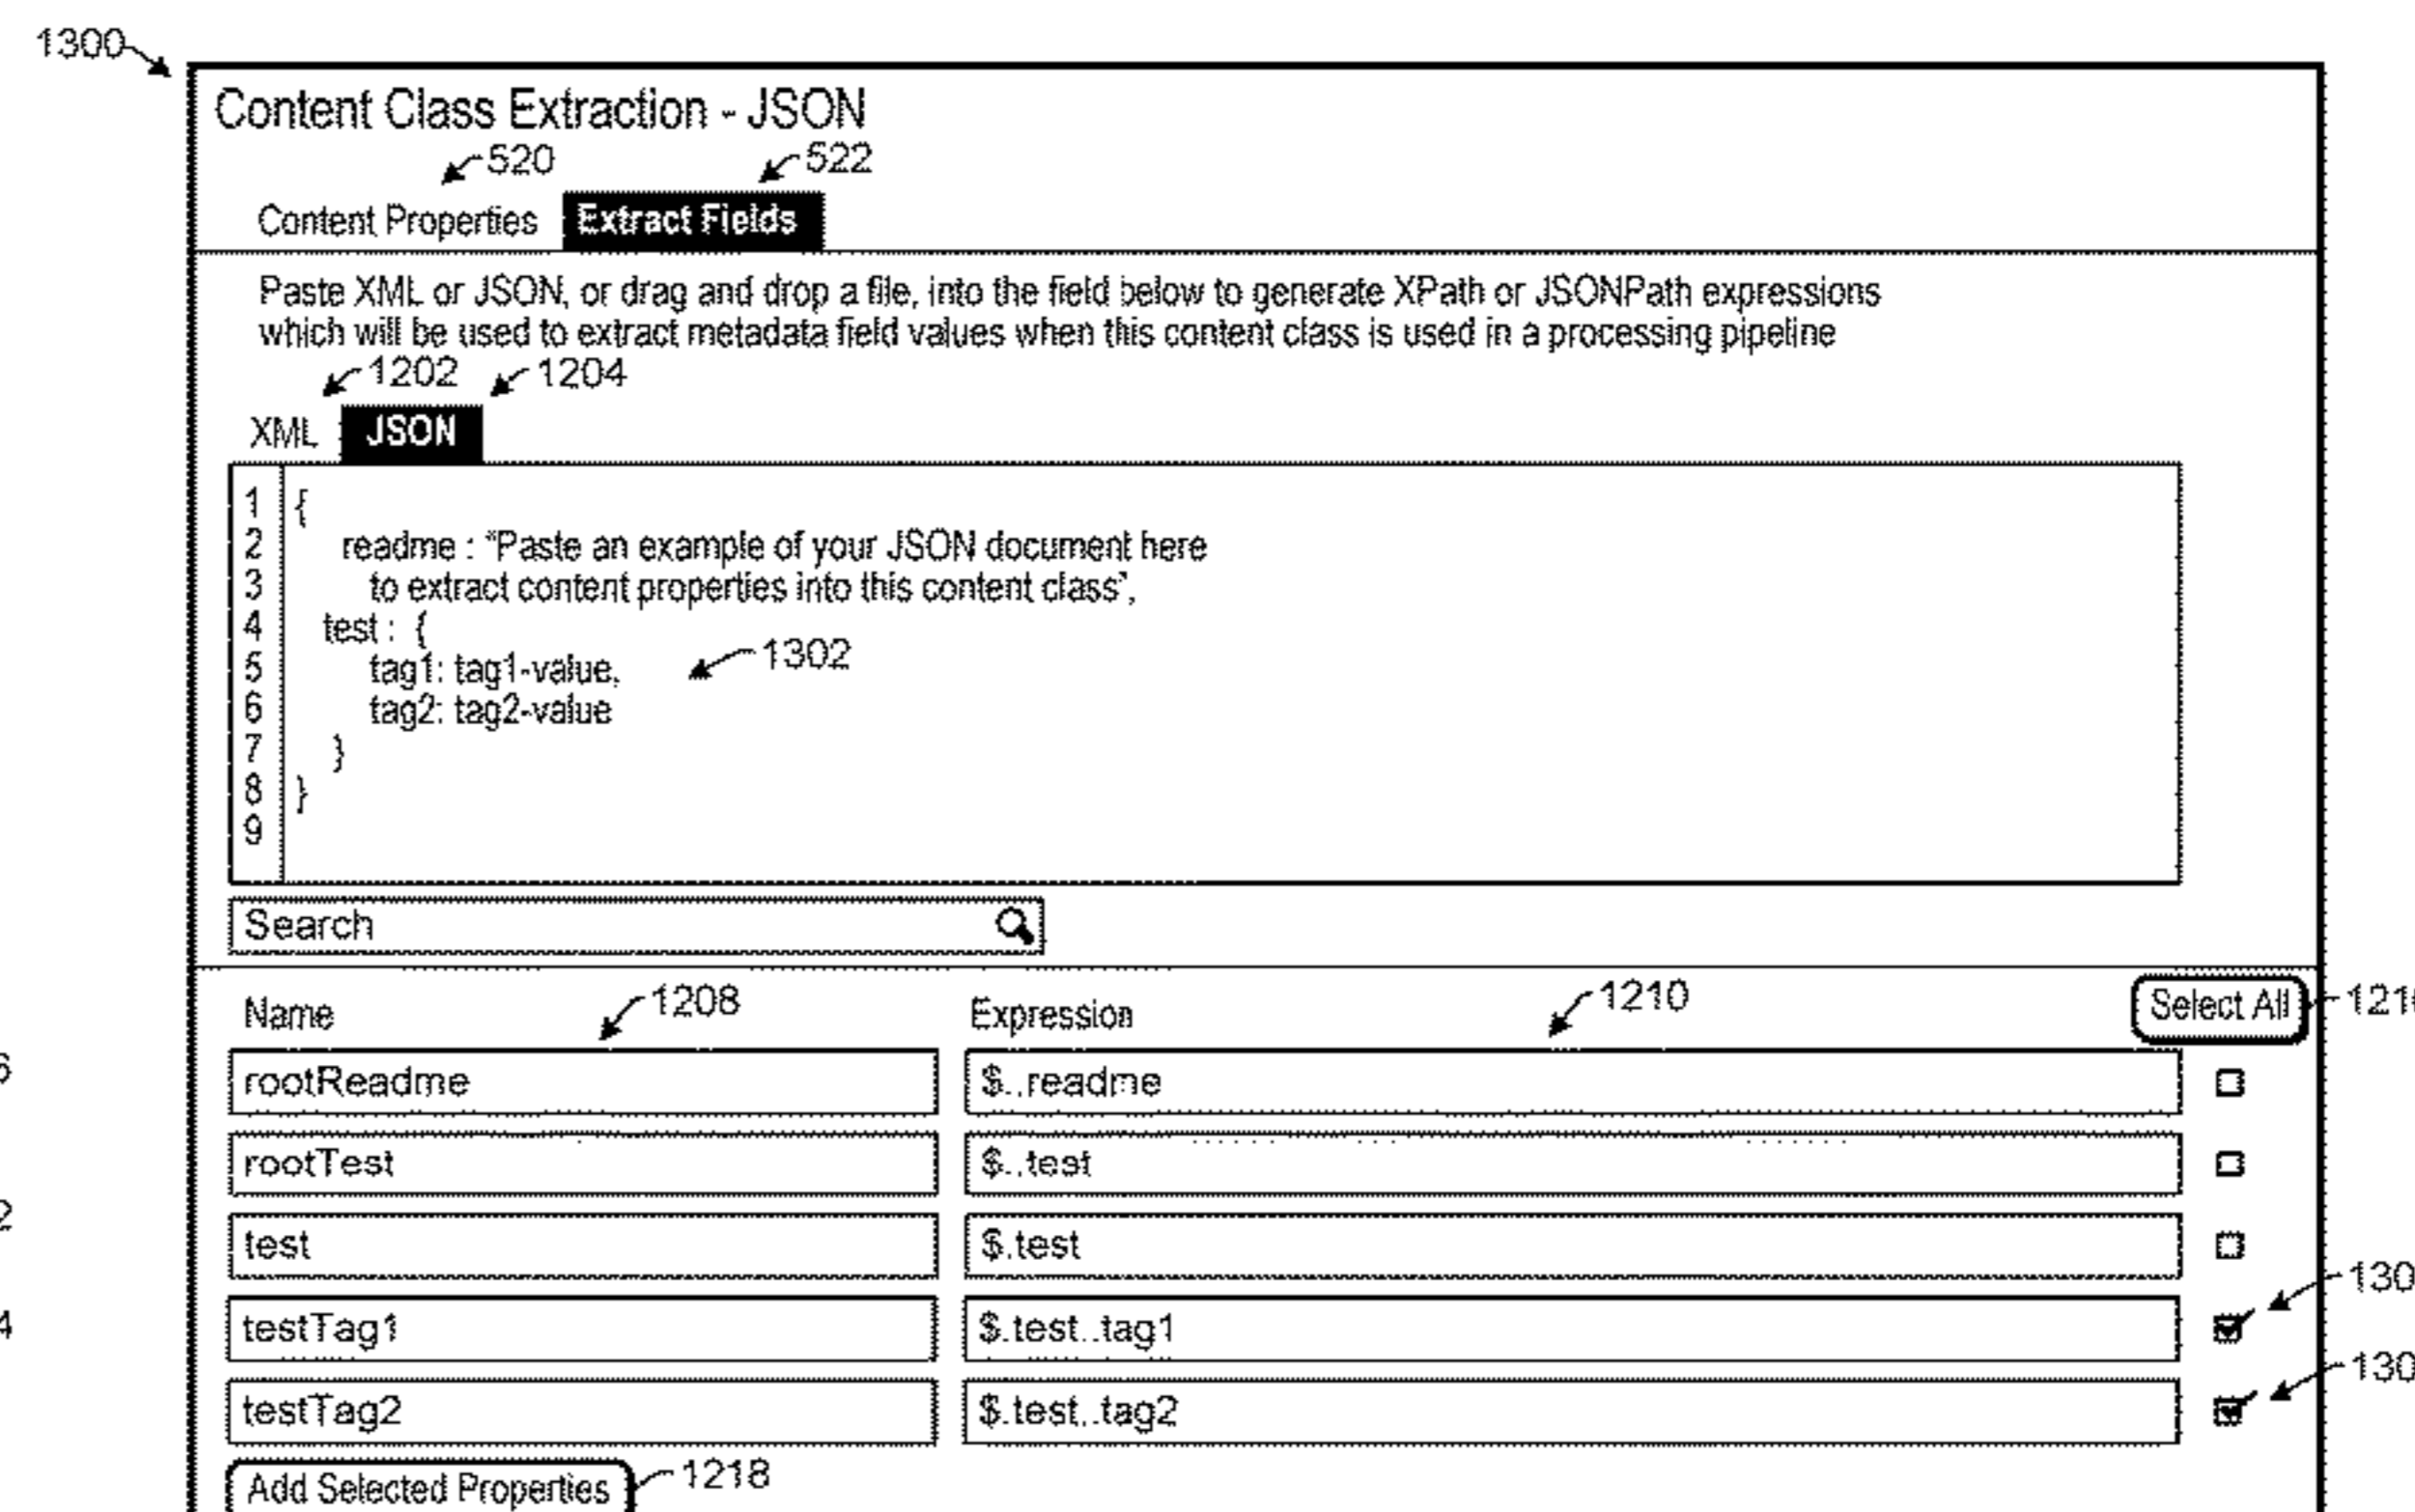 1300
Content Class Extraction - JSON
520 522
Content Properties Extract Fields
Paste XML or JSON, or drag and drop a file, into the field below to generate XPath or JSONPath expressions
which will be used to extract metadata field values when this content class is used in a processing pipeline
1202 1204
XML JSON
1 {
2 readme : "Paste an example of your JSON document here
3 to extract content properties into this content class",
4 test : {
5 tag1: tag1-value, 1302
6 tag2: tag2-value
7 }
8 }
9
Search
Name 1208 Expression 1210 Select All
rootReadme $..readme
rootTest $..test
test $.test
130
testTag1 $.test..tag1
130
testTag2 $.test..tag2
Add Selected Properties 1218